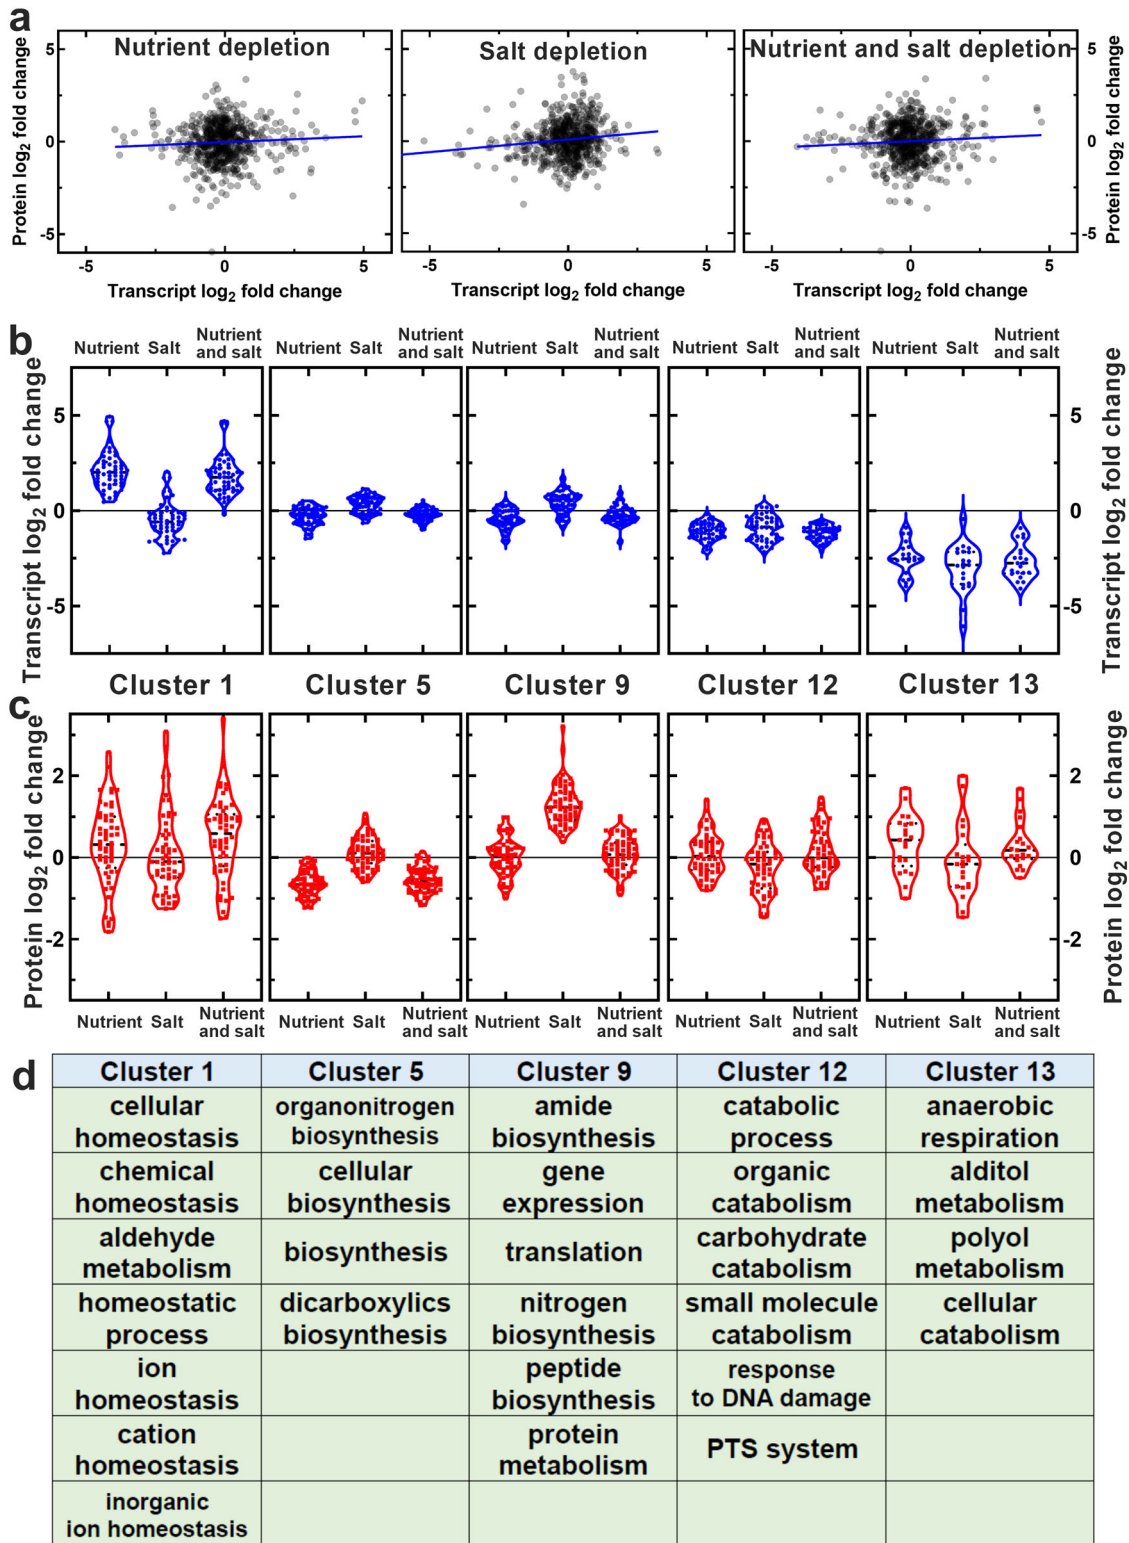 a
Nutrient depletion
Salt depletion
Nutrient and salt depletion
Protein log2 fold change
5
0
-5
5
0
-5
Protein log2 fold change
-5
0
5
-5
0
5
-5
0
5
Transcript log2 fold change
Transcript log2 fold change
Transcript log2 fold change
b
Nutrient Salt Nutrient and salt
Nutrient Salt Nutrient and salt
Nutrient Salt Nutrient and salt
Nutrient Salt Nutrient and salt
Nutrient Salt Nutrient and salt
Transcript log2 fold change
5
0
-5
5
0
-5
Transcript log2 fold change
Cluster 1
Cluster 5
Cluster 9
Cluster 12
Cluster 13
c
Protein log2 fold change
2
0
-2
2
0
-2
Protein log2 fold change
Nutrient Salt Nutrient and salt
Nutrient Salt Nutrient and salt
Nutrient Salt Nutrient and salt
Nutrient Salt Nutrient and salt
Nutrient Salt Nutrient and salt
d
Cluster 1 Cluster 5 Cluster 9 Cluster 12 Cluster 13
cellular organonitrogen amide catabolic anaerobic
homeostasis biosynthesis biosynthesis process respiration
chemical cellular gene organic alditol
homeostasis biosynthesis expression catabolism metabolism
aldehyde biosynthesis translation carbohydrate polyol
metabolism catabolism metabolism
homeostatic dicarboxylics nitrogen small molecule cellular
process biosynthesis biosynthesis catabolism catabolism
ion peptide response
homeostasis biosynthesis to DNA damage
cation protein PTS system
homeostasis metabolism
inorganic
ion homeostasis